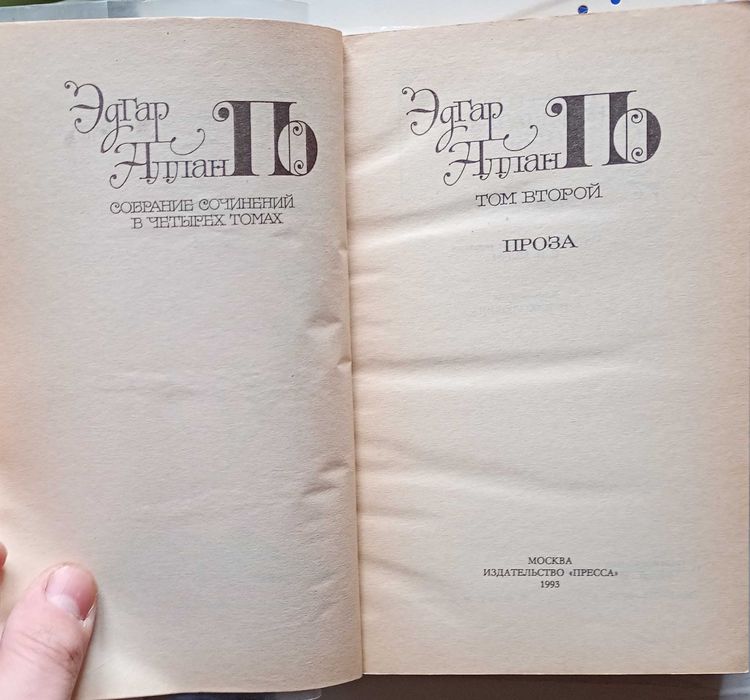 Эдгар
Аллан По
СОБРАНИЕ СОЧИНЕНИЙ
В ЧЕТЫРЕХ ТОМАХ
Эдгар
Аллан По
ТОМ ВТОРОЙ
ПРОЗА
МОСКВА
ИЗДАТЕЛЬСТВО «ПРЕССА»
1993